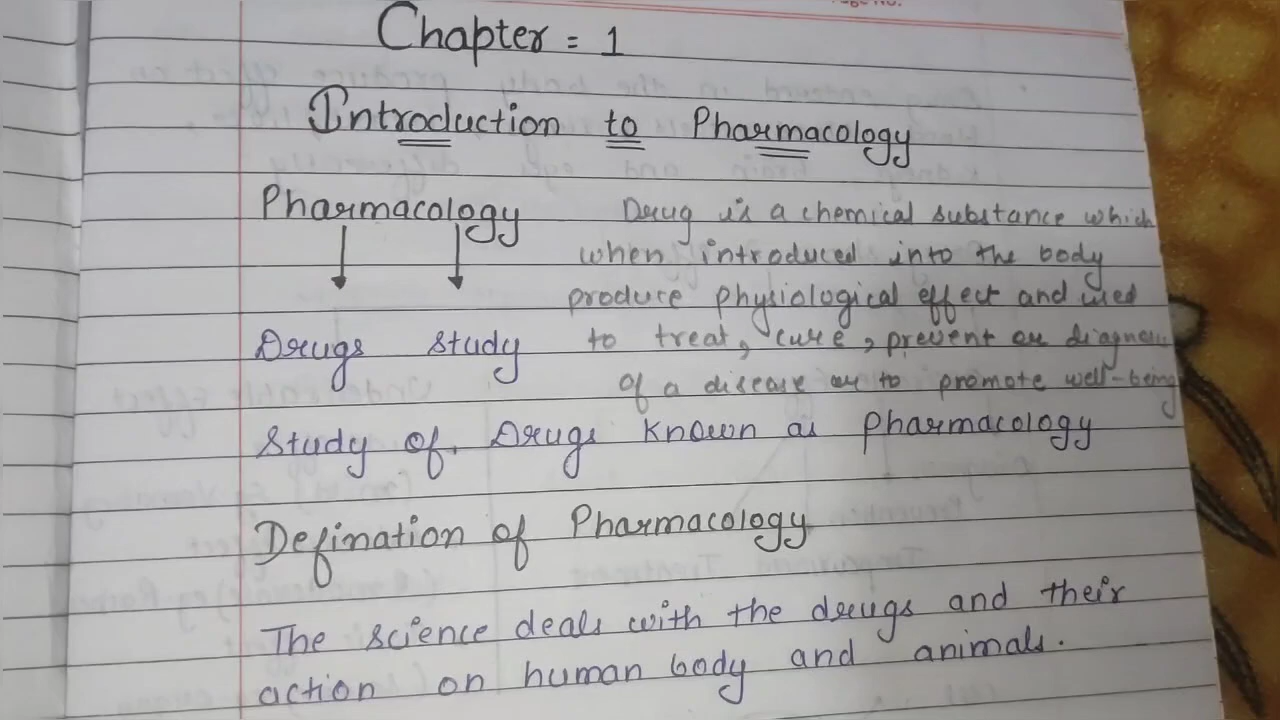 Chapter = 1
Introduction to Pharmacology
Pharmacology
Drugs study
Drug is a chemical substance which
when introduced into the body
produce physiological effect and used
to treat, cure, prevent or
of a disease or to promote well-being
Study of Drugs known as pharmacology
Defination of Pharmacology
The science deals with the drugs and their
action on human body and animals.